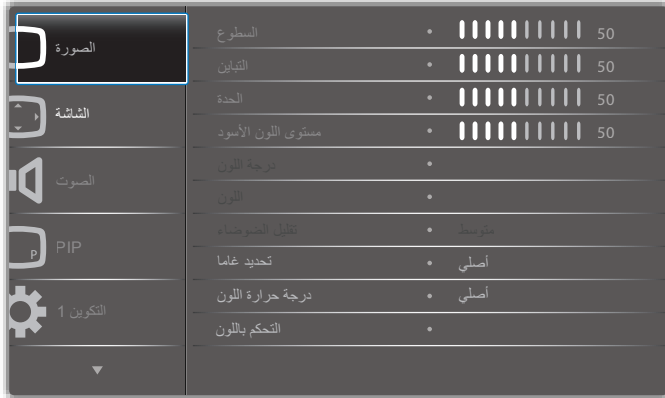 الصورة
الشاشة
الصوت
PIP
P
التكوين 1
السطوع • 50
التباين • 50
الحدة • 50
مستوى اللون الأسود • 50
درجة اللون •
اللون •
تقليل الضوضاء • متوسط
تحديد غاما • أصلي
درجة حرارة اللون • أصلي
التحكم باللون •